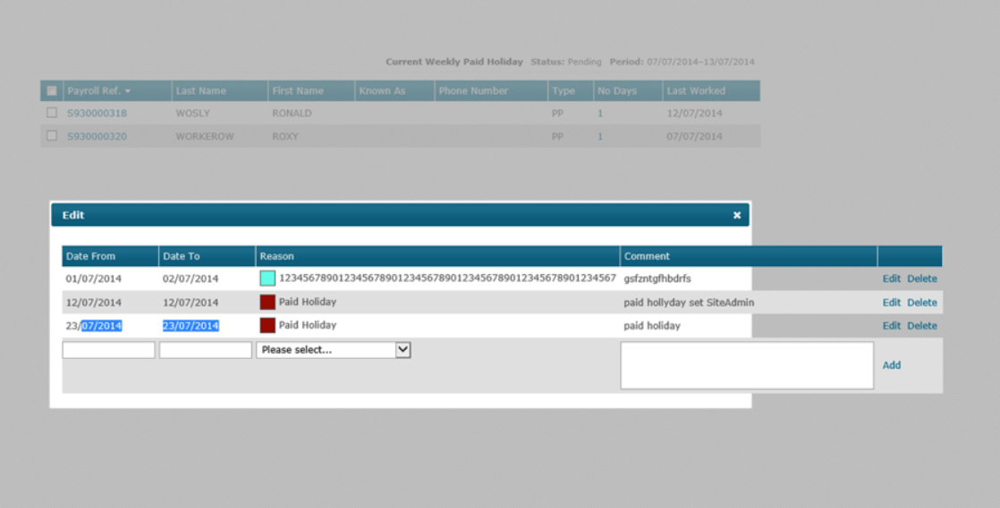 Current Weekly Paid Holiday Status: Pending Period: 07/07/2014–13/07/2014
Payroll Ref. Last Name First Name Known As Phone Number Type No Days Last Worked
S930000318 WOSLY RONALD PP 1 12/07/2014
S930000320 WORKEROW ROXY PP 1 07/07/2014
Edit
Date From Date To Reason Comment
01/07/2014 02/07/2014 12345678901234567890123456789012345678901234567 gsfzntgfhbdrfs Edit Delete
12/07/2014 12/07/2014 Paid Holiday paid hollyday set SiteAdmin Edit Delete
23/07/2014 23/07/2014 Paid Holiday paid holiday Edit Delete
Please select... Add